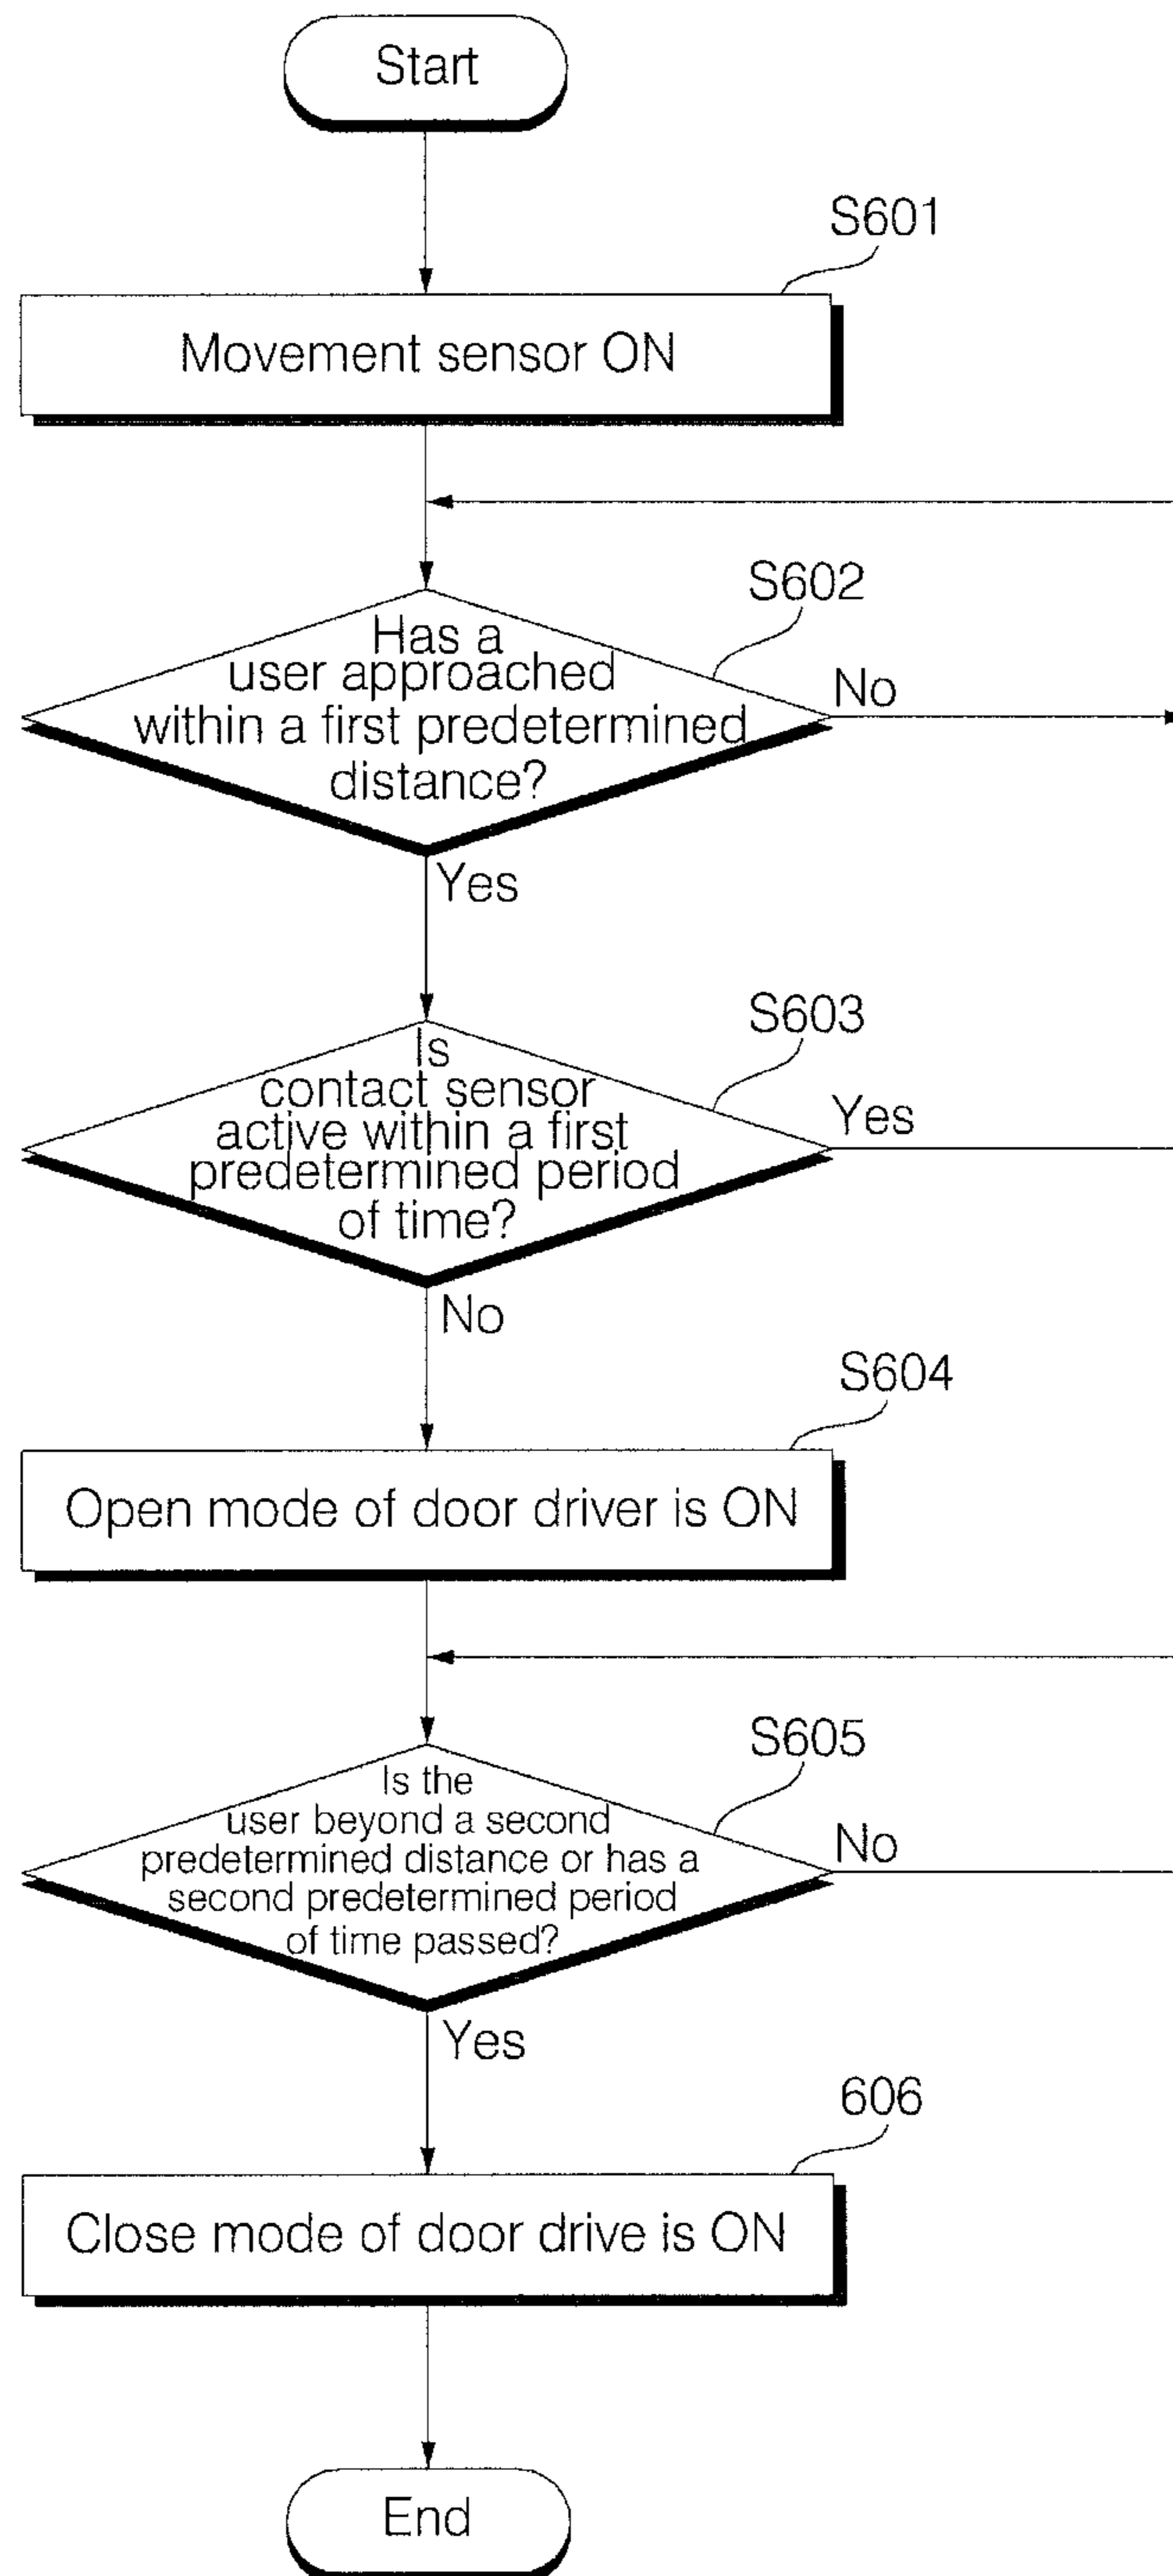 Start
S601
Movement sensor ON
S602
Has a
user approached
within a first predetermined
distance?
No
Yes
S603
Is
contact sensor
active within a first
predetermined period
of time?
Yes
No
S604
Open mode of door driver is ON
S605
Is the
user beyond a second
predetermined distance or has a
second predetermined period
of time passed?
No
Yes
606
Close mode of door drive is ON
End